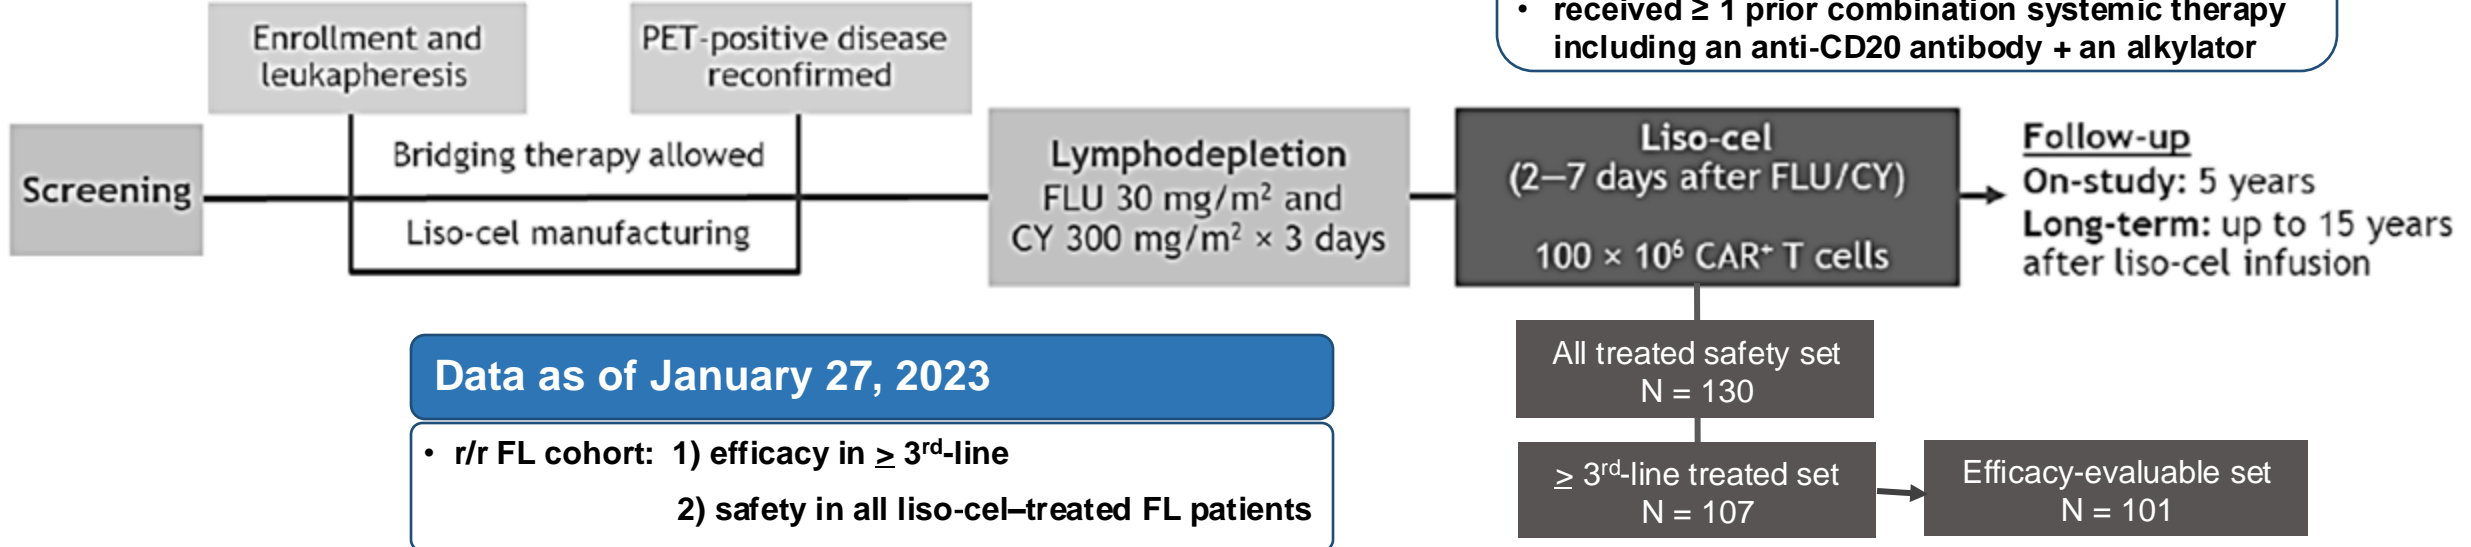 • received ≥ 1 prior combination systemic therapy
including an anti-CD20 antibody + an alkylator
Enrollment and
leukapheresis
PET-positive disease
reconfirmed
Screening
Bridging therapy allowed
Liso-cel manufacturing
Lymphodepletion
FLU 30 mg/m² and
CY 300 mg/m² × 3 days
Liso-cel
(2–7 days after FLU/CY)
100 × 10⁶ CAR⁺ T cells
Follow-up
On-study: 5 years
Long-term: up to 15 years
after liso-cel infusion
Data as of January 27, 2023
• r/r FL cohort: 1) efficacy in ≥ 3ʳᵈ-line
2) safety in all liso-cel–treated FL patients
All treated safety set
N = 130
≥ 3ʳᵈ-line treated set
N = 107
Efficacy-evaluable set
N = 101